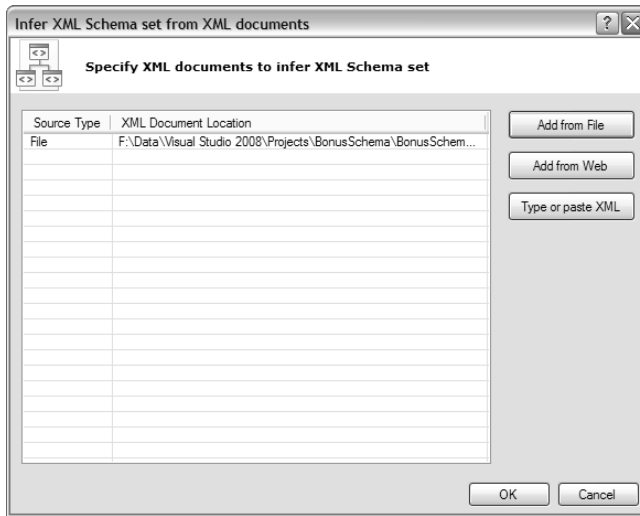 Infer XML Schema set from XML documents
?
Specify XML documents to infer XML Schema set
Source Type XML Document Location
File F:\Data\Visual Studio 2008\Projects\BonusSchema\BonusSchem...
Add from File
Add from Web
Type or paste XML
OK Cancel